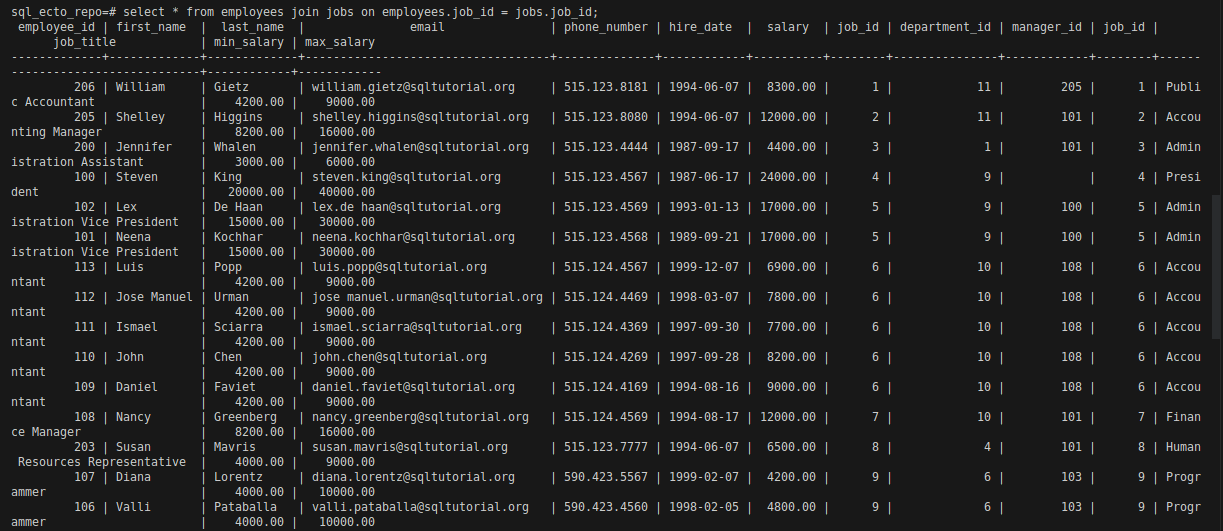 sql_ecto_repo=# select * from employees join jobs on employees.job_id = jobs.job_id;
 employee_id | first_name  |  last_name  |               email               | phone_number | hire_date  |  salary  | job_id | department_id | manager_id | job_id |
      job_title            | min_salary | max_salary
-------------+-------------+-------------+-----------------------------------+--------------+------------+----------+--------+---------------+------------+--------+------
---------------------------+------------+------------
         206 | William     | Gietz       | william.gietz@sqltutorial.org     | 515.123.8181 | 1994-06-07 |  8300.00 |      1 |            11 |        205 |      1 | Publi
c Accountant               |    4200.00 |    9000.00
         205 | Shelley     | Higgins     | shelley.higgins@sqltutorial.org   | 515.123.8080 | 1994-06-07 | 12000.00 |      2 |            11 |        101 |      2 | Accou
nting Manager              |    8200.00 |   16000.00
         200 | Jennifer    | Whalen      | jennifer.whalen@sqltutorial.org   | 515.123.4444 | 1987-09-17 |  4400.00 |      3 |             1 |        101 |      3 | Admin
istration Assistant        |    3000.00 |    6000.00
         100 | Steven      | King        | steven.king@sqltutorial.org       | 515.123.4567 | 1987-06-17 | 24000.00 |      4 |             9 |            |      4 | Presi
dent                       |   20000.00 |   40000.00
         102 | Lex         | De Haan     | lex.de haan@sqltutorial.org       | 515.123.4569 | 1993-01-13 | 17000.00 |      5 |             9 |        100 |      5 | Admin
istration Vice President   |   15000.00 |   30000.00
         101 | Neena       | Kochhar     | neena.kochhar@sqltutorial.org     | 515.123.4568 | 1989-09-21 | 17000.00 |      5 |             9 |        100 |      5 | Admin
istration Vice President   |   15000.00 |   30000.00
         113 | Luis        | Popp        | luis.popp@sqltutorial.org         | 515.124.4567 | 1999-12-07 |  6900.00 |      6 |            10 |        108 |      6 | Accou
ntant                      |    4200.00 |    9000.00
         112 | Jose Manuel | Urman       | jose manuel.urman@sqltutorial.org | 515.124.4469 | 1998-03-07 |  7800.00 |      6 |            10 |        108 |      6 | Accou
ntant                      |    4200.00 |    9000.00
         111 | Ismael      | Sciarra     | ismael.sciarra@sqltutorial.org    | 515.124.4369 | 1997-09-30 |  7700.00 |      6 |            10 |        108 |      6 | Accou
ntant                      |    4200.00 |    9000.00
         110 | John        | Chen        | john.chen@sqltutorial.org         | 515.124.4269 | 1997-09-28 |  8200.00 |      6 |            10 |        108 |      6 | Accou
ntant                      |    4200.00 |    9000.00
         109 | Daniel      | Faviet      | daniel.faviet@sqltutorial.org     | 515.124.4169 | 1994-08-16 |  9000.00 |      6 |            10 |        108 |      6 | Accou
ntant                      |    4200.00 |    9000.00
         108 | Nancy       | Greenberg   | nancy.greenberg@sqltutorial.org   | 515.124.4569 | 1994-08-17 | 12000.00 |      7 |            10 |        101 |      7 | Finan
ce Manager                 |    8200.00 |   16000.00
         203 | Susan       | Mavris      | susan.mavris@sqltutorial.org      | 515.123.7777 | 1994-06-07 |  6500.00 |      8 |             4 |        101 |      8 | Human
 Resources Representative  |    4000.00 |    9000.00
         107 | Diana       | Lorentz     | diana.lorentz@sqltutorial.org     | 590.423.5567 | 1999-02-07 |  4200.00 |      9 |             6 |        103 |      9 | Progr
ammer                      |    4000.00 |   10000.00
         106 | Valli       | Pataballa   | valli.pataballa@sqltutorial.org   | 590.423.4560 | 1998-02-05 |  4800.00 |      9 |             6 |        103 |      9 | Progr
ammer                      |    4000.00 |   10000.00